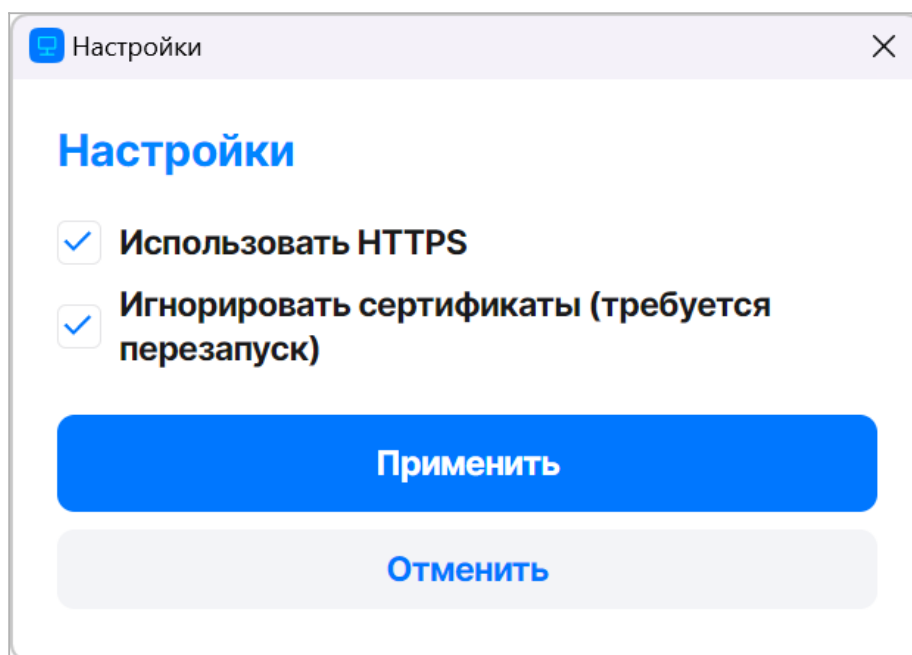 Настройки
Настройки
Использовать HTTPS
Игнорировать сертификаты (требуется
перезапуск)
Применить
Отменить